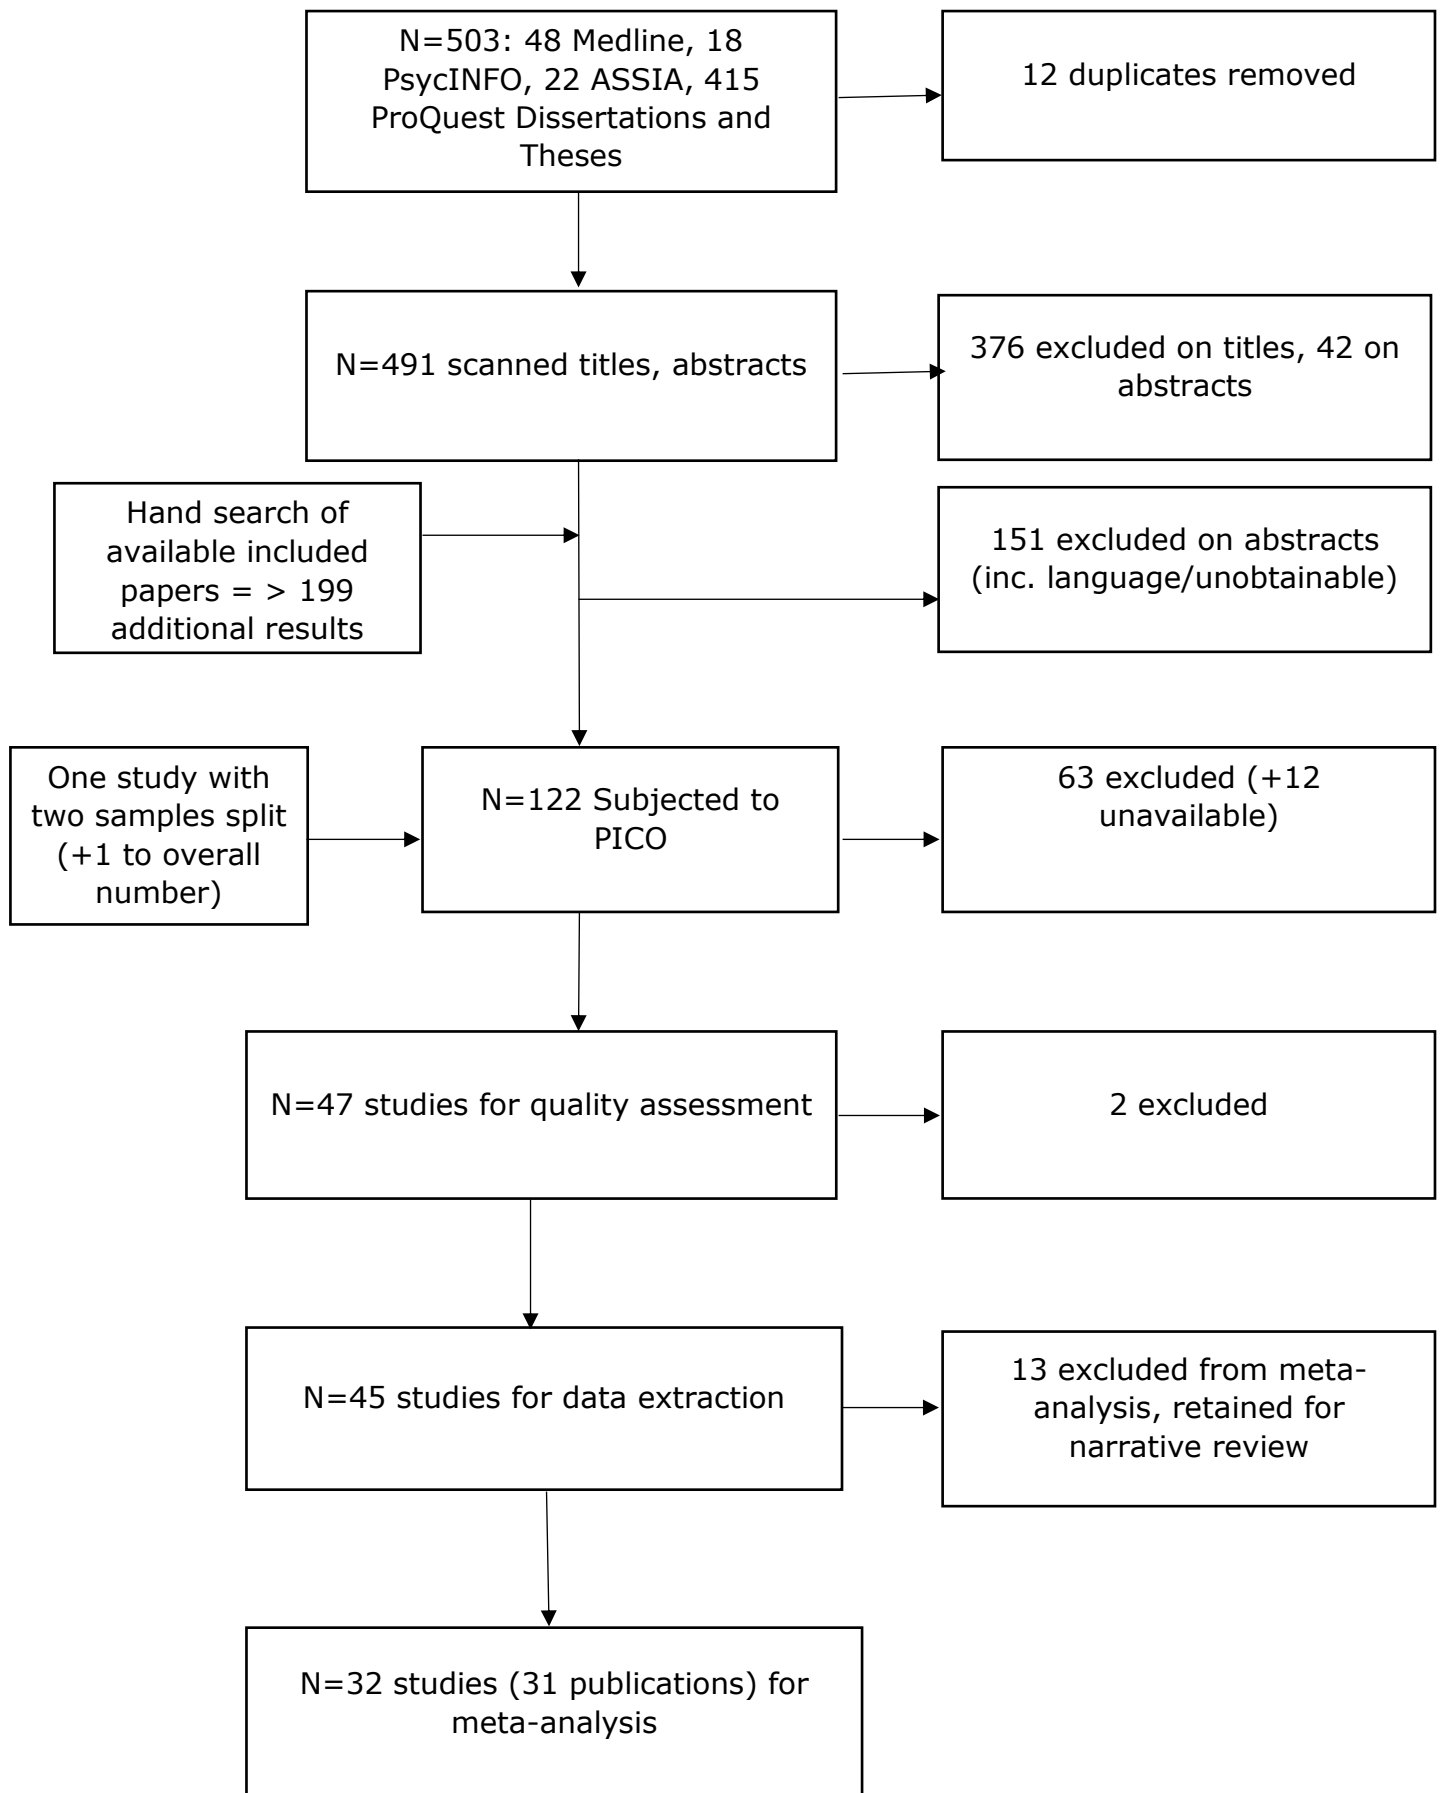 N=503: 48 Medline, 18
PsycINFO, 22 ASSIA, 415
ProQuest Dissertations and
Theses
12 duplicates removed
N=491 scanned titles, abstracts
376 excluded on titles, 42 on
abstracts
Hand search of
available included
papers = > 199
additional results
151 excluded on abstracts
(inc. language/unobtainable)
One study with
two samples split
(+1 to overall
number)
N=122 Subjected to
PICO
63 excluded (+12
unavailable)
N=47 studies for quality assessment
2 excluded
N=45 studies for data extraction
13 excluded from meta-
analysis, retained for
narrative review
N=32 studies (31 publications) for
meta-analysis